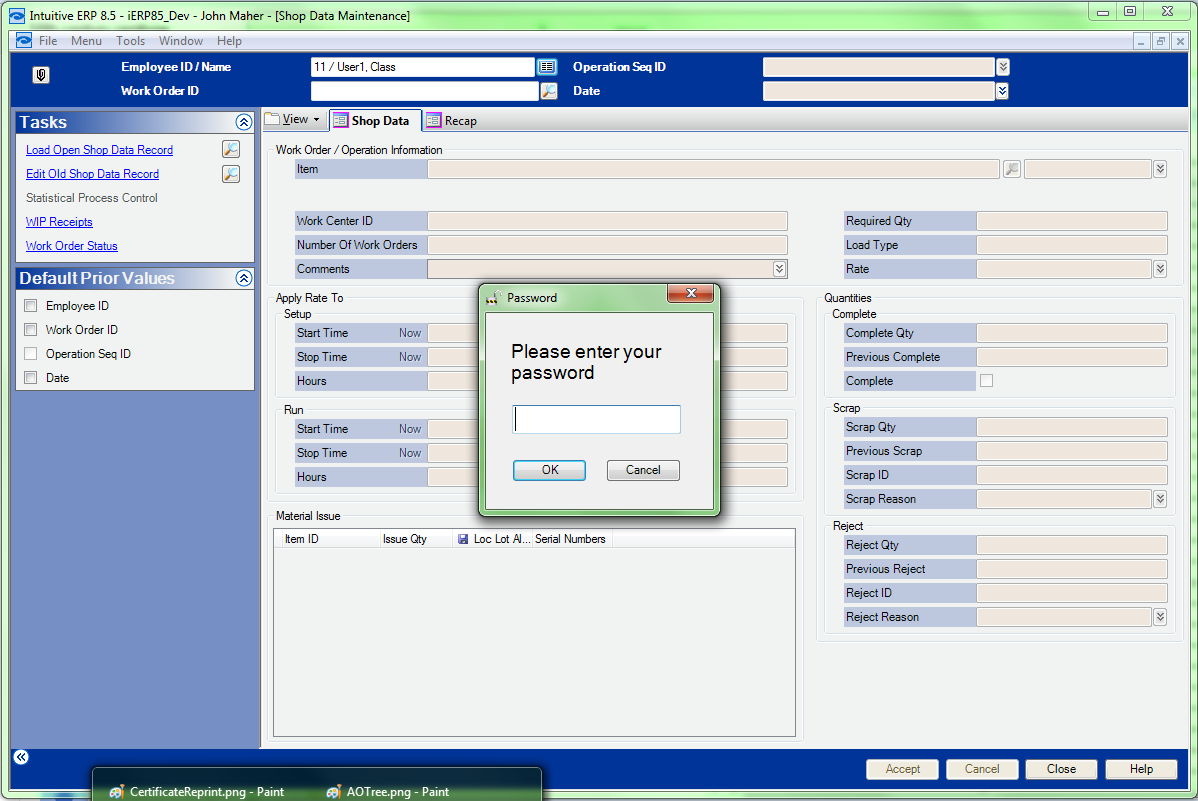 Intuitive ERP 8.5 - iERP85_Dev - John Maher - [Shop Data Maintenance]
File Menu Tools Window Help
Employee ID / Name 11 / User1, Class Operation Seq ID
Work Order ID Date
Tasks
Load Open Shop Data Record
Edit Old Shop Data Record
Statistical Process Control
WIP Receipts
Work Order Status
Default Prior Values
Employee ID
Work Order ID
Operation Seq ID
Date
View Shop Data Recap
Work Order / Operation Information
Item
Work Center ID
Number Of Work Orders
Comments
Required Qty
Load Type
Rate
Apply Rate To
Setup
Start Time Now
Stop Time Now
Hours
Run
Start Time Now
Stop Time Now
Hours
Password
Please enter your
password
OK Cancel
Quantities
Complete
Complete Qty
Previous Complete
Complete
Scrap
Scrap Qty
Previous Scrap
Scrap ID
Scrap Reason
Reject
Reject Qty
Previous Reject
Reject ID
Reject Reason
Material Issue
Item ID Issue Qty Loc Lot Al... Serial Numbers
Accept Cancel Close Help
CertificateReprint.png - Paint AOTree.png - Paint